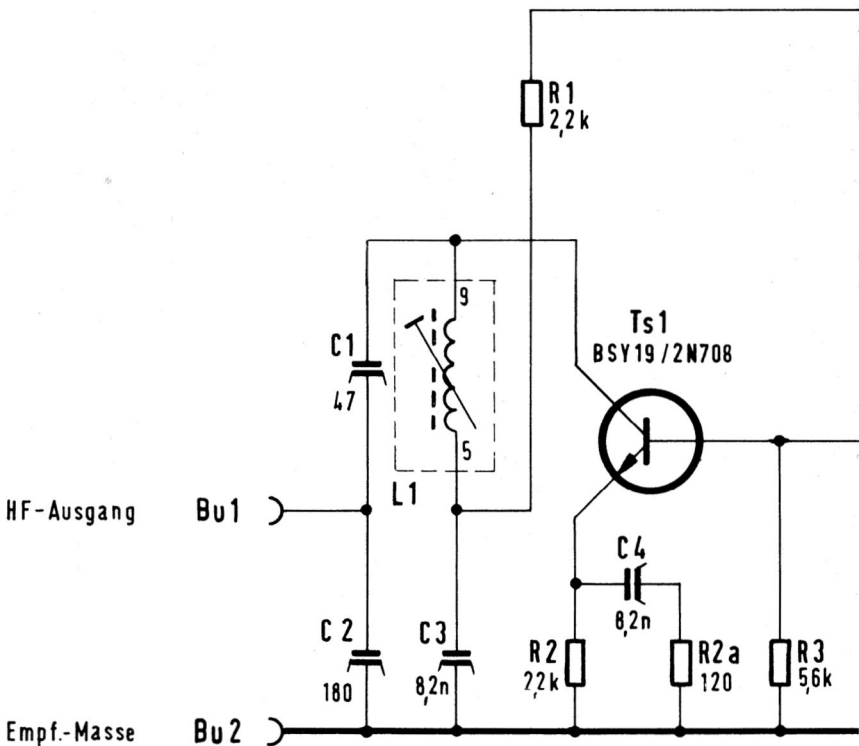 R1
2,2k
9
Ts1
BSY19/2N708
C1
47
5
L1
HF-Ausgang Bu1
C4
8,2n
C2
180
C3
8,2n
R2
2,2k
R2a
120
R3
5,6k
Empf.-Masse Bu2